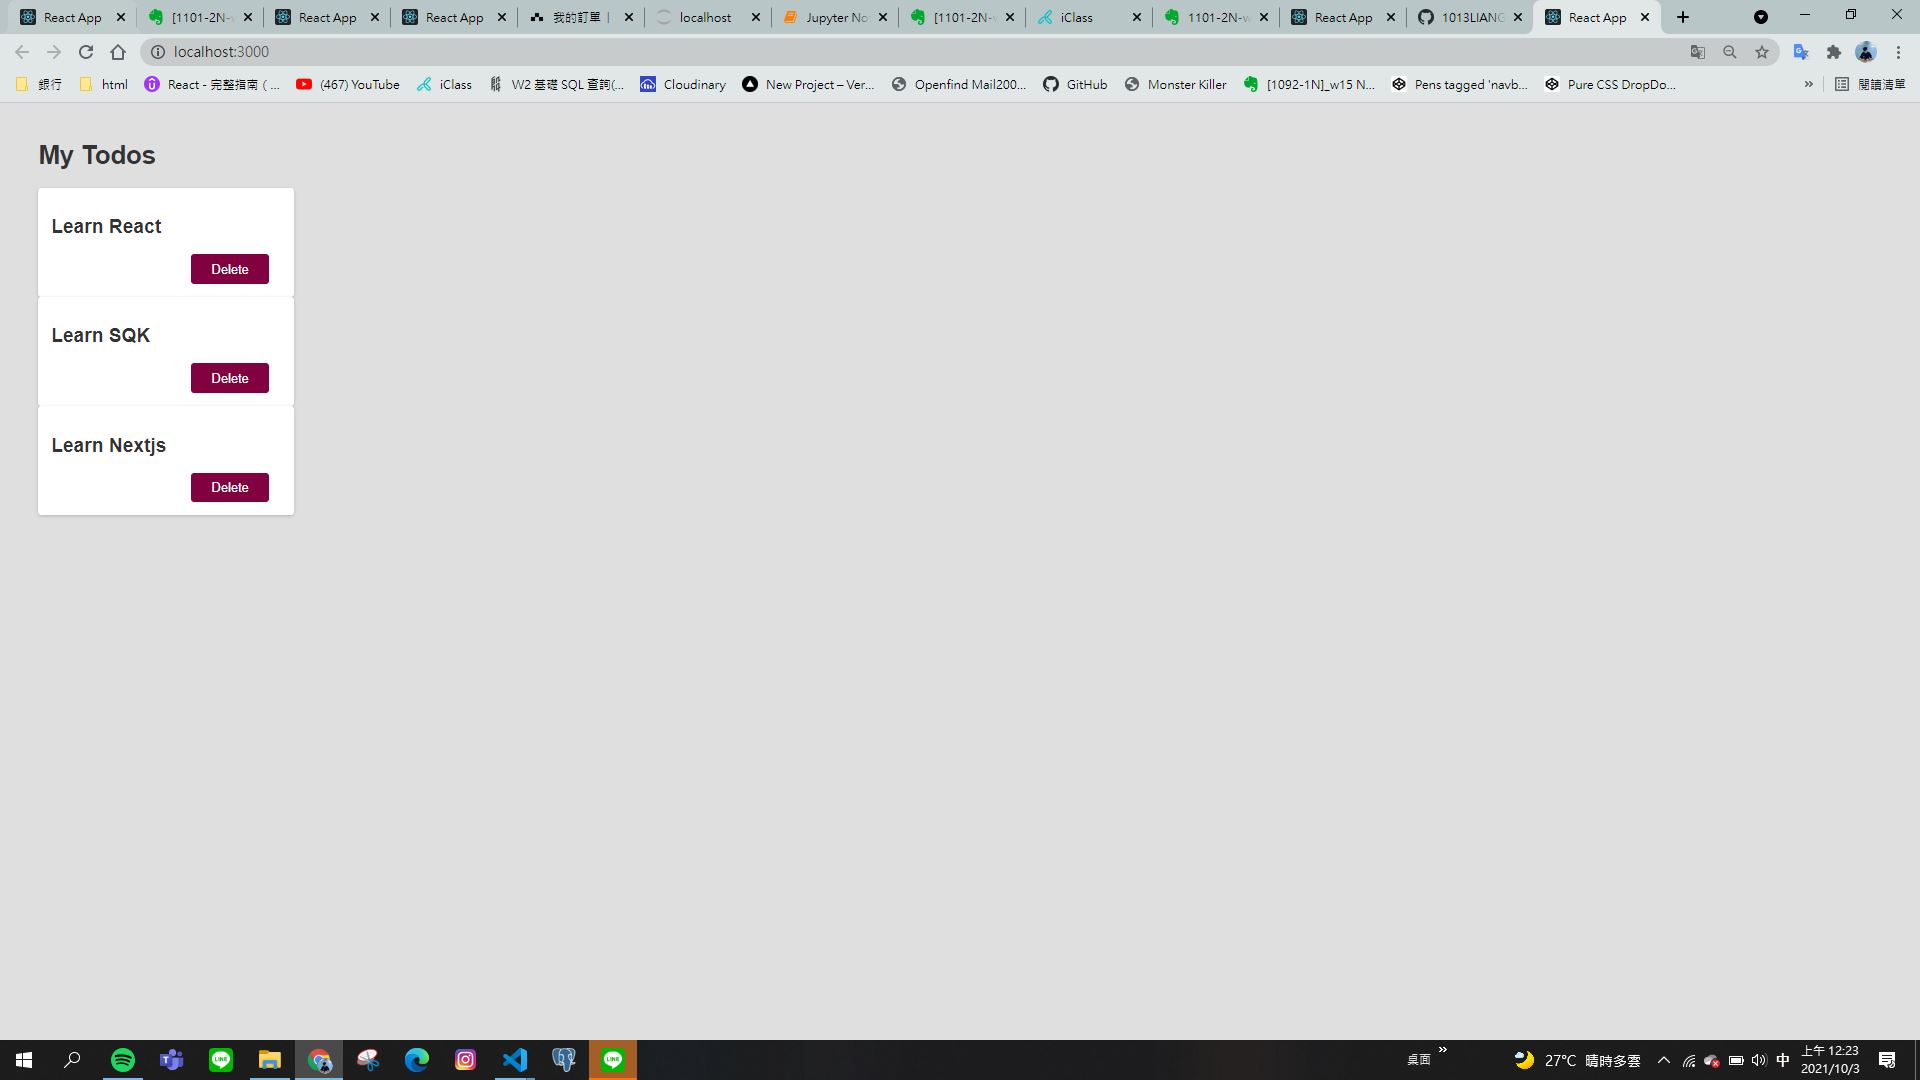 React App
[1101-2N-w
React App
React App
我的訂單 |
localhost
Jupyter No
[1101-2N-w
iClass
1101-2N-w
React App
1013LIANG
React App
localhost:3000
銀行
html
React - 完整指南 ( ...
(467) YouTube
iClass
W2 基礎 SQL 查詢(...
Cloudinary
New Project – Ver...
Openfind Mail200...
GitHub
Monster Killer
[1092-1N]_w15 N...
Pens tagged 'navb...
Pure CSS DropDo...
»
閱讀清單
My Todos
Learn React
Delete
Learn SQK
Delete
Learn Nextjs
Delete
桌面
27°C 晴時多雲
中
上午 12:23
2021/10/3